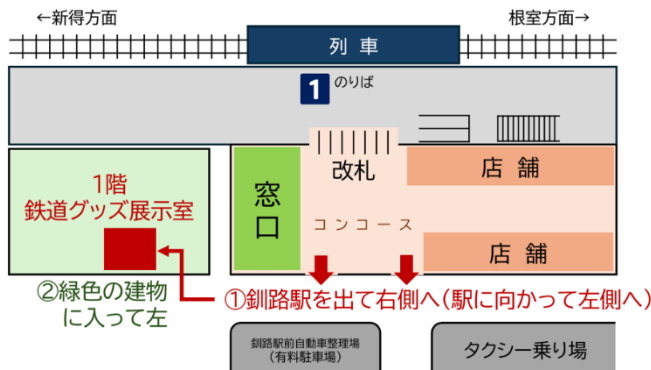 ←新得方面
根室方面→
列車
1 のりば
改札
店舗
窓口
コンコース
店舗
1階
鉄道グッズ展示室
②緑色の建物
に入って左
①釧路駅を出て右側へ(駅に向かって左側へ)
釧路駅前自動車整理場
(有料駐車場)
タクシー乗り場